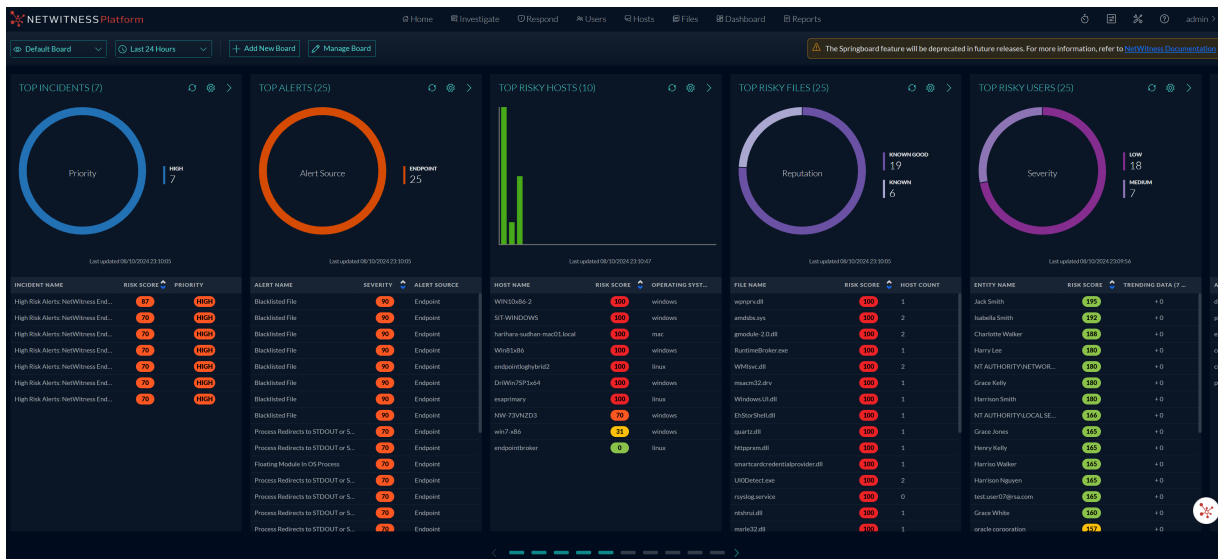 NETWITNESS Platform
Home Investigate Respond Users Hosts Files Dashboard Reports
admin
Default Board Last 24 Hours Add New Board Manage Board
The Springboard feature will be deprecated in future releases. For more information, refer to NetWitness Documentation
TOP INCIDENTS (7)
Priority
HIGH
7
Last updated 08/10/2024 23:10:05
INCIDENT NAME RISK SCORE PRIORITY
High Risk Alerts: NetWitness End... 87 HIGH
High Risk Alerts: NetWitness End... 70 HIGH
High Risk Alerts: NetWitness End... 70 HIGH
High Risk Alerts: NetWitness End... 70 HIGH
High Risk Alerts: NetWitness End... 70 HIGH
High Risk Alerts: NetWitness End... 70 HIGH
High Risk Alerts: NetWitness End... 70 HIGH
TOP ALERTS (25)
Alert Source
ENDPOINT
25
Last updated 08/10/2024 23:10:05
ALERT NAME SEVERITY ALERT SOURCE
Blacklisted File 90 Endpoint
Blacklisted File 90 Endpoint
Blacklisted File 90 Endpoint
Blacklisted File 90 Endpoint
Blacklisted File 90 Endpoint
Blacklisted File 90 Endpoint
Blacklisted File 90 Endpoint
Blacklisted File 90 Endpoint
Process Redirects to STDOUT or S... 70 Endpoint
Process Redirects to STDOUT or S... 70 Endpoint
Floating Module In OS Process 70 Endpoint
Process Redirects to STDOUT or S... 70 Endpoint
Process Redirects to STDOUT or S... 70 Endpoint
Process Redirects to STDOUT or S... 70 Endpoint
Process Redirects to STDOUT or S... 70 Endpoint
TOP RISKY HOSTS (10)
Last updated 08/10/2024 23:10:47
HOST NAME RISK SCORE OPERATING SYST...
WIN10x86-2 100 windows
SIT-WINDOWS 100 windows
harihara-sudhan-mac01.local 100 mac
Win81x86 100 windows
endpointloghybrid2 100 linux
DriWin7SP1x64 100 windows
esaprimary 100 linux
NW-73VNZD3 70 windows
win7-x86 31 windows
endpointbroker 0 linux
TOP RISKY FILES (25)
Reputation
KNOWN GOOD
19
KNOWN
6
Last updated 08/10/2024 23:10:05
FILE NAME RISK SCORE HOST COUNT
wpnprv.dll 100 1
amdsbs.sys 100 2
gmodule-2.0.dll 100 2
RuntimeBroker.exe 100 1
WMIsvc.dll 100 2
msacm32.drv 100 1
Windows.UI.dll 100 1
EhStorShell.dll 100 1
quartz.dll 100 1
httpprxm.dll 100 1
smartcardcredentialprovider.dll 100 1
UI0Detect.exe 100 2
rsyslog.service 100 0
ntshrui.dll 100 1
msrle32.dll 100 1
TOP RISKY USERS (25)
Severity
LOW
18
MEDIUM
7
Last updated 08/10/2024 23:09:56
ENTITY NAME RISK SCORE TRENDING DATA (7 ...
Jack Smith 195 + 0
Isabella Smith 192 + 0
Charlotte Walker 188 + 0
Harry Lee 180 + 0
NT AUTHORITY\NETWOR... 180 + 0
Grace Kelly 180 + 0
Harrison Smith 180 + 0
NT AUTHORITY\LOCAL SE... 166 + 0
Grace Jones 165 + 0
Henry Kelly 165 + 0
Harriso Walker 165 + 0
Harrison Nguyen 165 + 0
test.user07@rsa.com 165 + 0
Grace White 160 + 0
oracle corporation 157 + 0